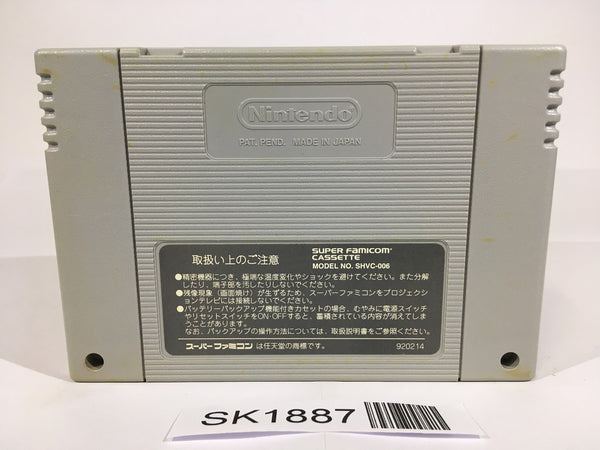 Nintendo
PAT. PEND. MADE IN JAPAN
取扱い上のご注意
SUPER FAMICOM
CASSETTE
MODEL NO. SHVC-006
●精密機器につき、極端な温度変化やショックを避けてください。また分解
したり、端子部を汚したりしないでください。
●残像現象（画面焼け）が生ずるため、スーパーファミコンをプロジェクシ
ョンテレビには接続しないでください。
●バッテリーバックアップ機能付きカセットの場合、むやみに電源スイッチ
やリセットスイッチをON・OFFすると、蓄積されている内容が消えてしま
うことがあります。
なお、バックアップの操作方法については、取扱説明書をご参照ください。
スーパーファミコンは任天堂の商標です。
920214
SK1887